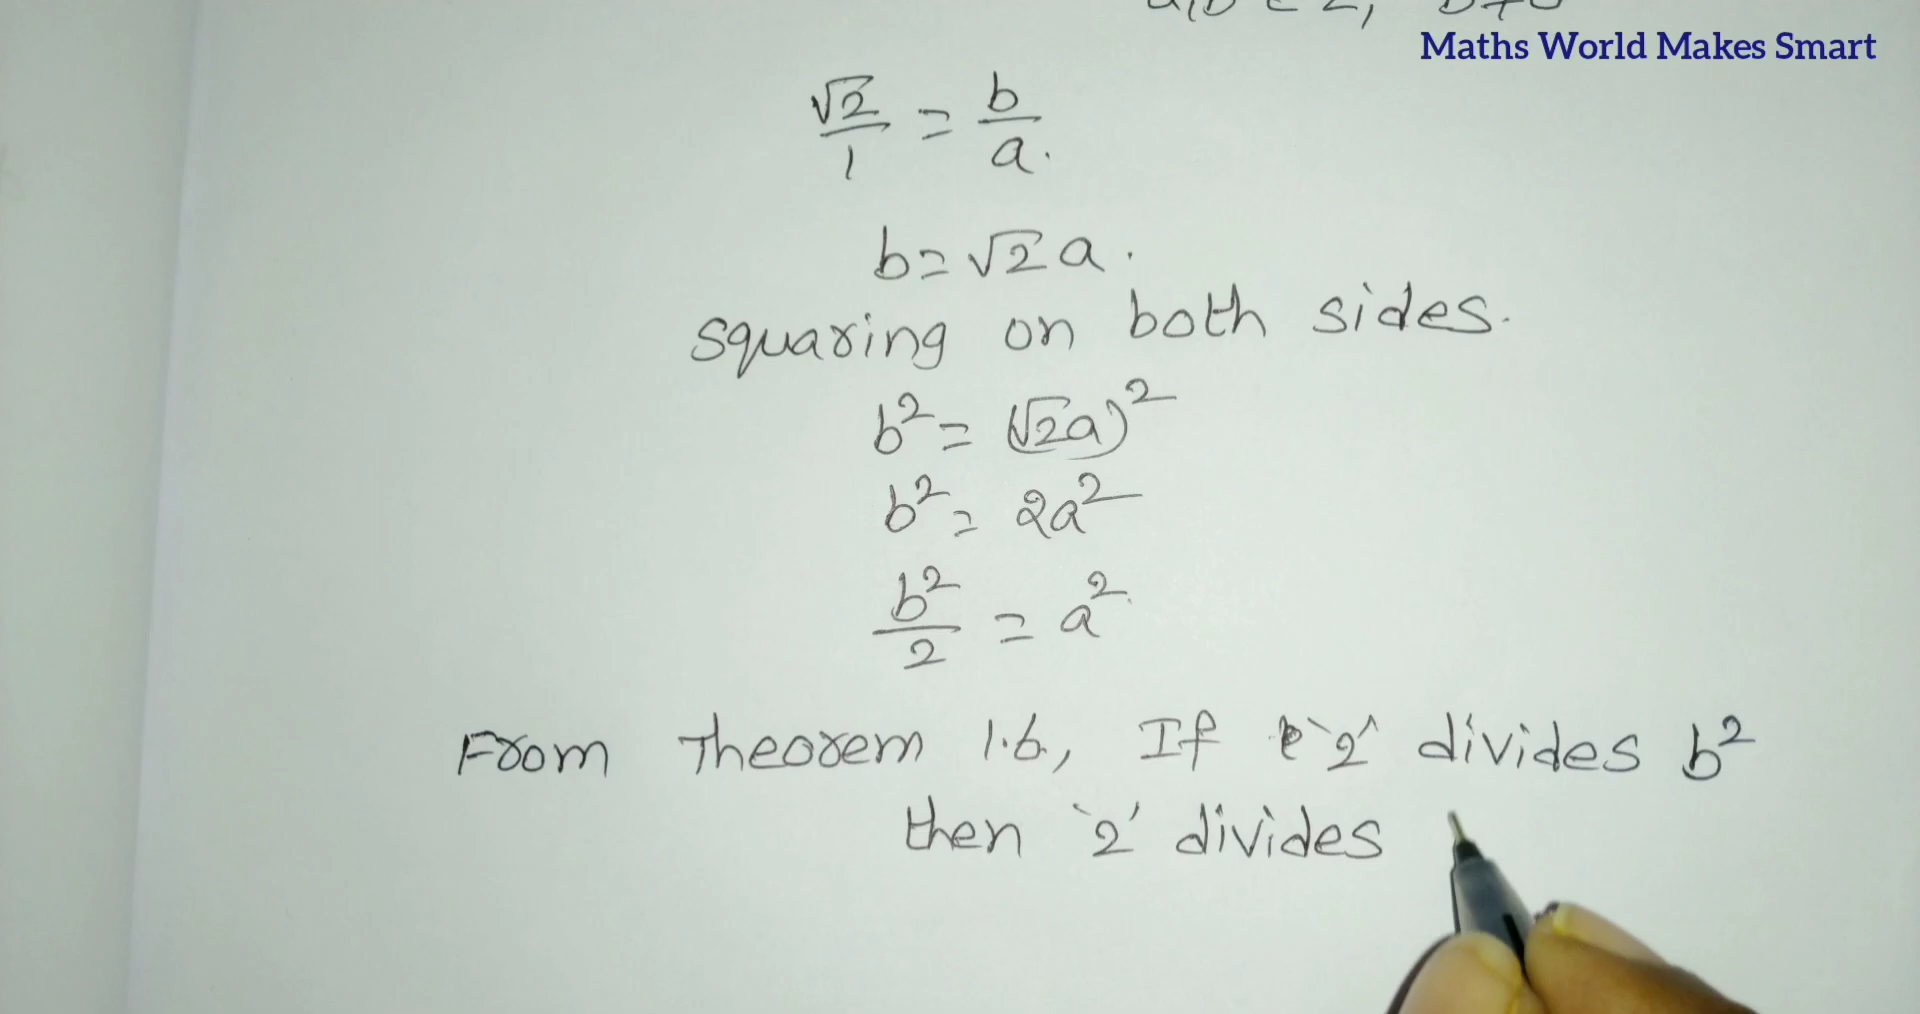 Maths World Makes Smart
√2/1 = b/a.
b = √2 a.
squaring on both sides.
b² = (√2a)²
b² = 2a²
b²/2 = a²
From Theorem 1.6, If '2' divides b²
then '2' divides